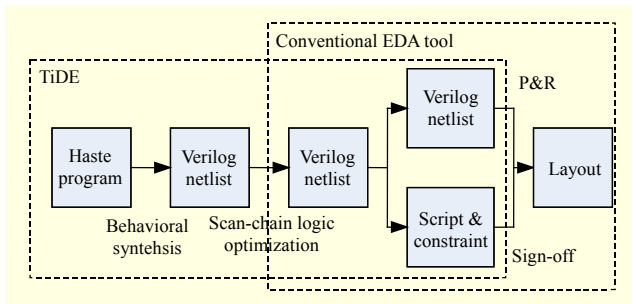 Conventional EDA tool
TiDE
P&R
Verilog
netlist
Haste
program
Verilog
netlist
Verilog
netlist
Layout
Behavioral
syntehsis
Scan-chain logic
optimization
Script &
constraint
Sign-off